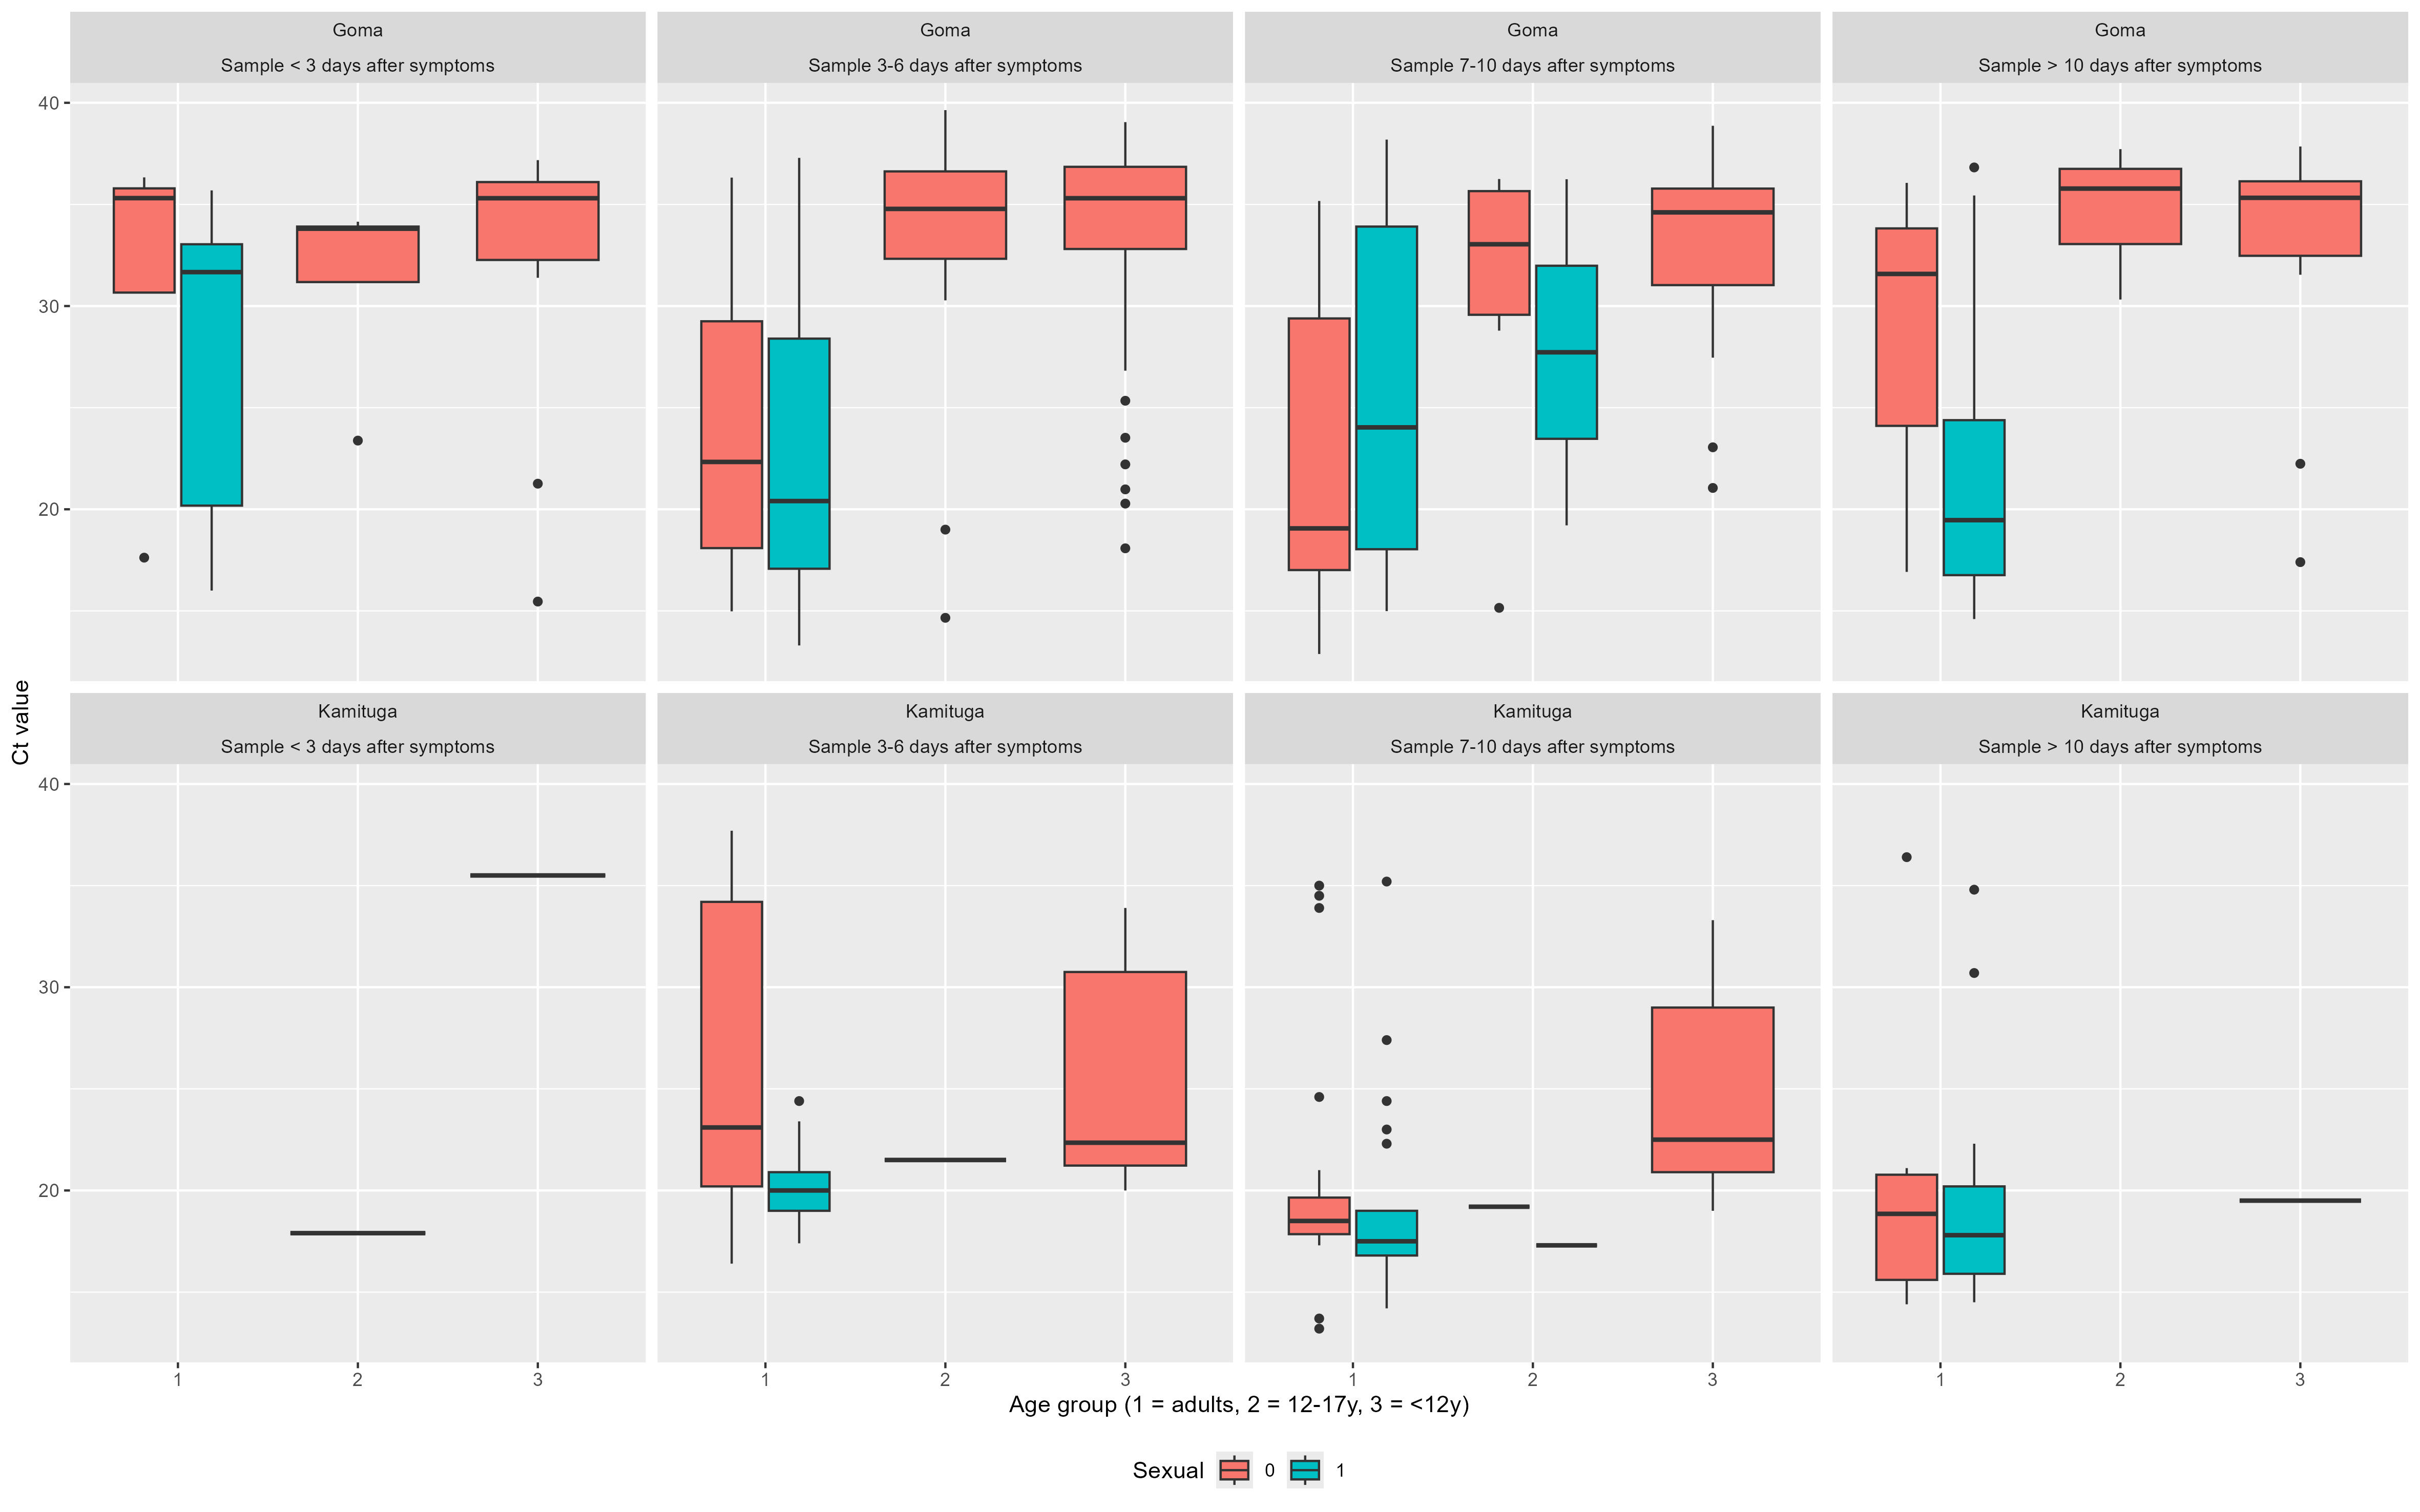 Goma
Sample < 3 days after symptoms
Goma
Sample 3-6 days after symptoms
Goma
Sample 7-10 days after symptoms
Goma
Sample > 10 days after symptoms
40
30
20
Ct value
Kamituga
Sample < 3 days after symptoms
Kamituga
Sample 3-6 days after symptoms
Kamituga
Sample 7-10 days after symptoms
Kamituga
Sample > 10 days after symptoms
40
30
20
1 2 3 1 2 3 1 2 3 1 2 3
Age group (1 = adults, 2 = 12-17y, 3 = <12y)
Sexual 0 1